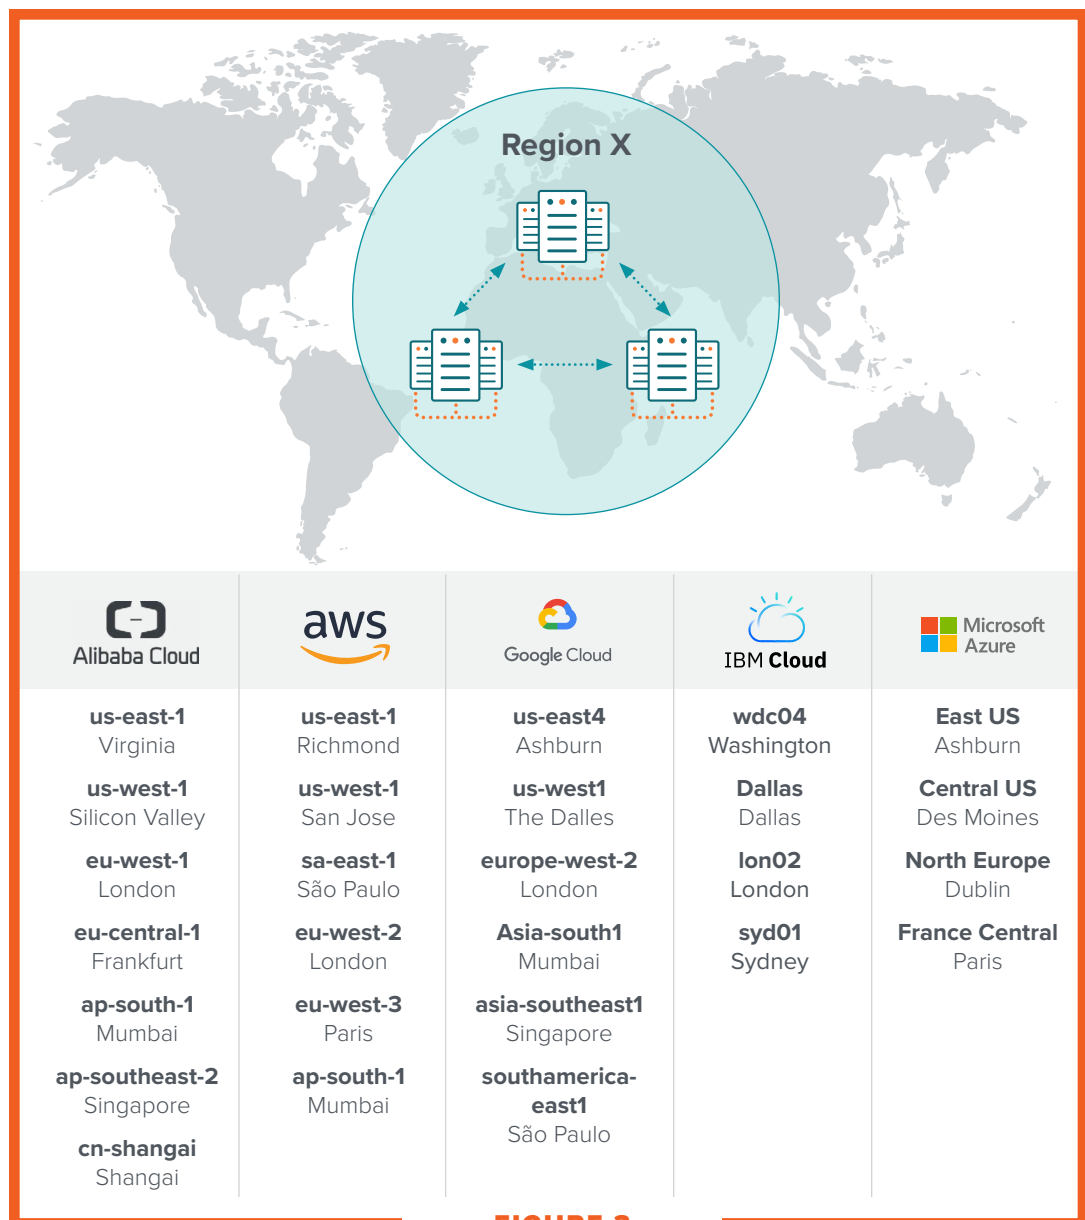 Region X
Alibaba Cloud
aws
Google Cloud
IBM Cloud
Microsoft
Azure
us-east-1
Virginia
us-west-1
Silicon Valley
eu-west-1
London
eu-central-1
Frankfurt
ap-south-1
Mumbai
ap-southeast-2
Singapore
cn-shangai
Shangai
us-east-1
Richmond
us-west-1
San Jose
sa-east-1
São Paulo
eu-west-2
London
eu-west-3
Paris
ap-south-1
Mumbai
us-east4
Ashburn
us-west1
The Dalles
europe-west-2
London
Asia-south1
Mumbai
asia-southeast1
Singapore
southamerica-
east1
São Paulo
wdc04
Washington
Dallas
Dallas
lon02
London
syd01
Sydney
East US
Ashburn
Central US
Des Moines
North Europe
Dublin
France Central
Paris